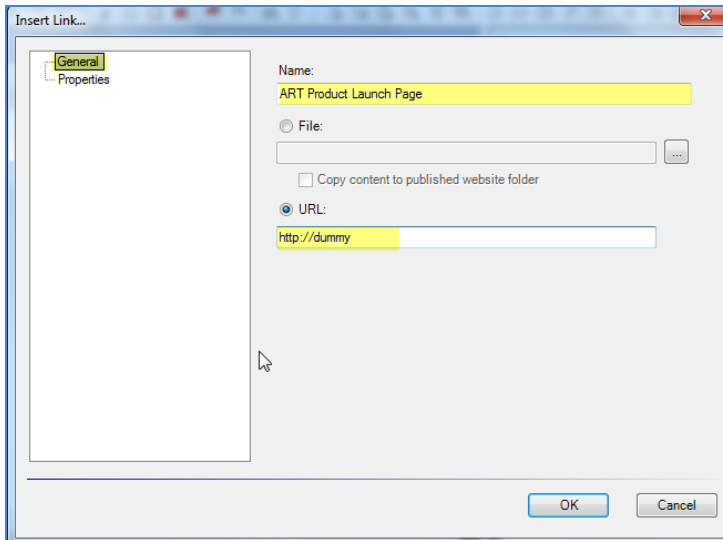 Insert Link...
General
Properties
Name:
ART Product Launch Page
File:
...
Copy content to published website folder
URL:
http://dummy
OK
Cancel